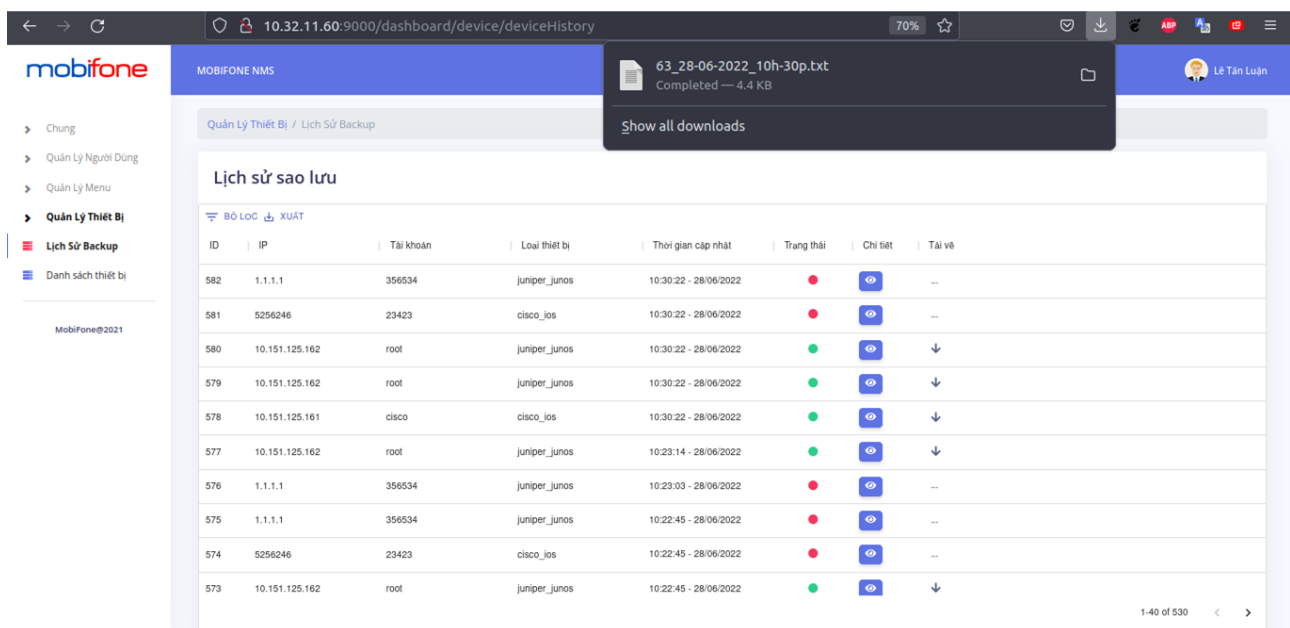 10.32.11.60:9000/dashboard/device/deviceHistory 70% ABP
mobifone
MOBIFONE NMS
Lê Tấn Luận
63_28-06-2022_10h-30p.txt
Completed — 4.4 KB
Show all downloads
Chung
Quản Lý Người Dùng
Quản Lý Menu
Quản Lý Thiết Bị
Lịch Sử Backup
Danh sách thiết bị
MobiFone@2021
Quản Lý Thiết Bị / Lịch Sử Backup
Lịch sử sao lưu
BỘ LỌC XUẤT
ID IP Tài khoản Loại thiết bị Thời gian cập nhật Trạng thái Chi tiết Tải về
582 1.1.1.1 356534 juniper_junos 10:30:22 - 28/06/2022 ...
581 5256246 23423 cisco_ios 10:30:22 - 28/06/2022 ...
580 10.151.125.162 root juniper_junos 10:30:22 - 28/06/2022
579 10.151.125.162 root juniper_junos 10:30:22 - 28/06/2022
578 10.151.125.161 cisco cisco_ios 10:30:22 - 28/06/2022
577 10.151.125.162 root juniper_junos 10:23:14 - 28/06/2022
576 1.1.1.1 356534 juniper_junos 10:23:03 - 28/06/2022 ...
575 1.1.1.1 356534 juniper_junos 10:22:45 - 28/06/2022 ...
574 5256246 23423 cisco_ios 10:22:45 - 28/06/2022 ...
573 10.151.125.162 root juniper_junos 10:22:45 - 28/06/2022
1-40 of 530